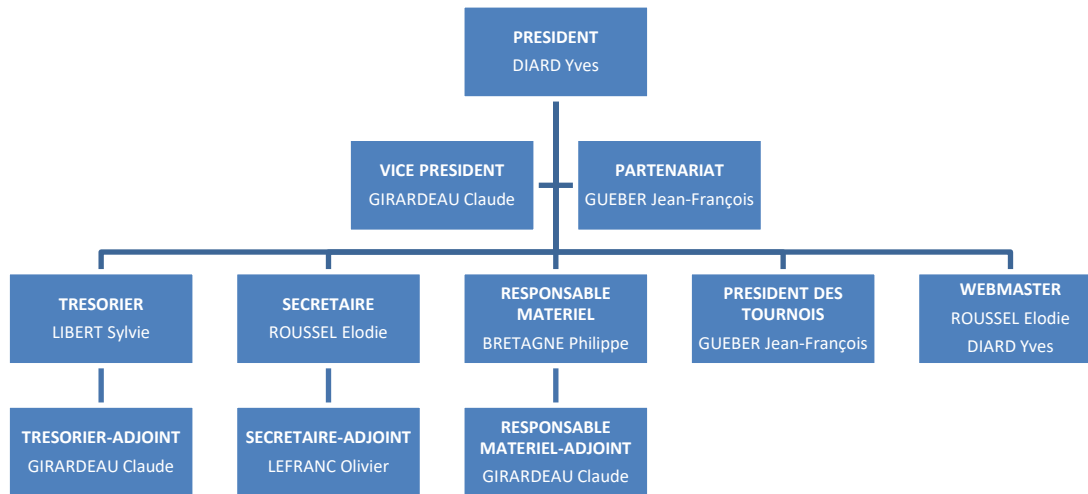 PRESIDENT
DIARD Yves
VICE PRESIDENT
GIRARDEAU Claude
PARTENARIAT
GUEBER Jean-François
TRESORIER
LIBERT Sylvie
SECRETAIRE
ROUSSEL Elodie
RESPONSABLE
MATERIEL
BRETAGNE Philippe
PRESIDENT DES
TOURNOIS
GUEBER Jean-François
WEBMASTER
ROUSSEL Elodie
DIARD Yves
TRESORIER-ADJOINT
GIRARDEAU Claude
SECRETAIRE-ADJOINT
LEFRANC Olivier
RESPONSABLE
MATERIEL-ADJOINT
GIRARDEAU Claude